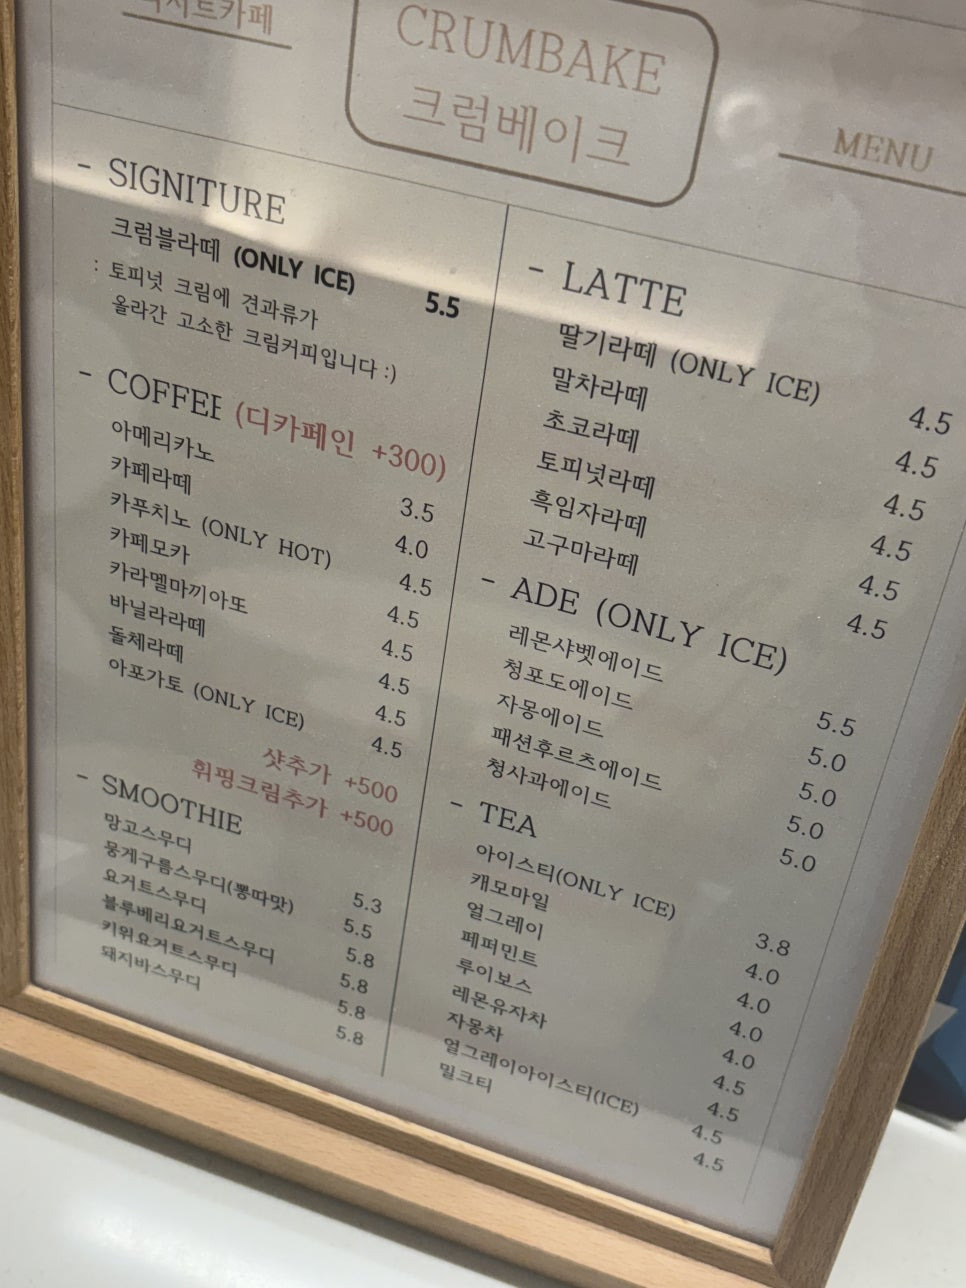 CRUMBAKE
크럼베이크
MENU
- SIGNITURE
크럼블라떼 (ONLY ICE) 5.5
: 토피넛 크림에 견과류가
올라간 고소한 크림커피입니다 :)
- COFFEE (디카페인 +300)
아메리카노 3.5
카페라떼 4.0
카푸치노 (ONLY HOT) 4.5
카페모카 4.5
카라멜마끼아또 4.5
바닐라라떼 4.5
돌체라떼 4.5
아포가토 (ONLY ICE) 4.5
샷추가 +500
휘핑크림추가 +500
- SMOOTHIE
망고스무디 5.3
뭉게구름스무디(뽕따맛) 5.5
요거트스무디 5.8
블루베리요거트스무디 5.8
키위요거트스무디 5.8
돼지바스무디 5.8
- LATTE
딸기라떼 (ONLY ICE) 4.5
말차라떼 4.5
초코라떼 4.5
토피넛라떼 4.5
흑임자라떼 4.5
고구마라떼 4.5
- ADE (ONLY ICE)
레몬샤벳에이드 5.5
청포도에이드 5.0
자몽에이드 5.0
패션후르츠에이드 5.0
청사과에이드 5.0
- TEA
아이스티(ONLY ICE) 3.8
캐모마일 4.0
얼그레이 4.0
페퍼민트 4.0
루이보스 4.0
레몬유자차 4.5
자몽차 4.5
얼그레이아이스티(ICE) 4.5
밀크티 4.5